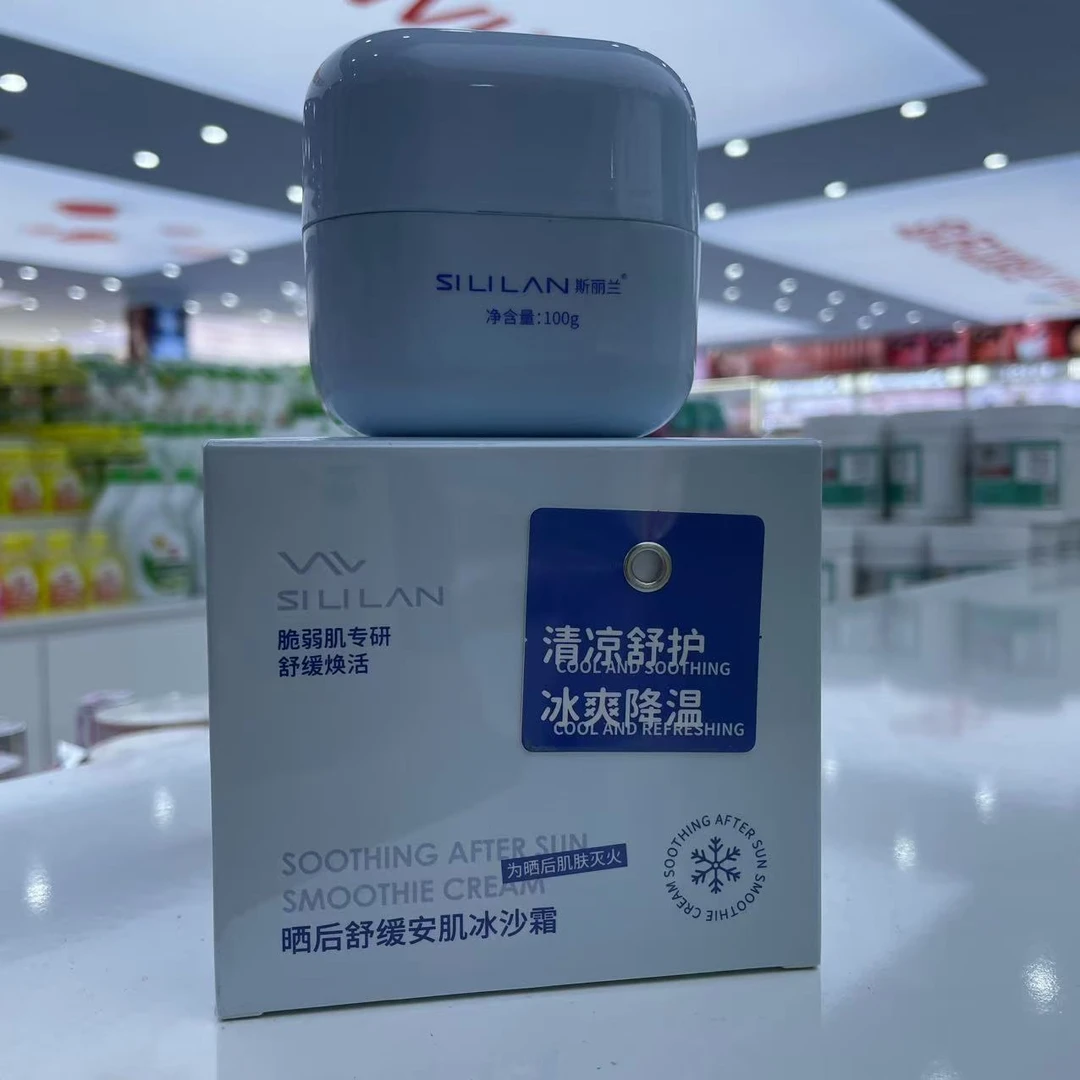 SILILAN 斯丽兰®
净含量:100g
SILILAN
脆弱肌专研
舒缓焕活
清凉舒护
COOL AND SOOTHING
冰爽降温
COOL AND REFRESHING
SOOTHING AFTER SUN
SMOOTHIE CREAM
为晒后肌肤灭火
晒后舒缓安肌冰沙霜
SOOTHING AFTER SUN SMOOTHIE CREAM